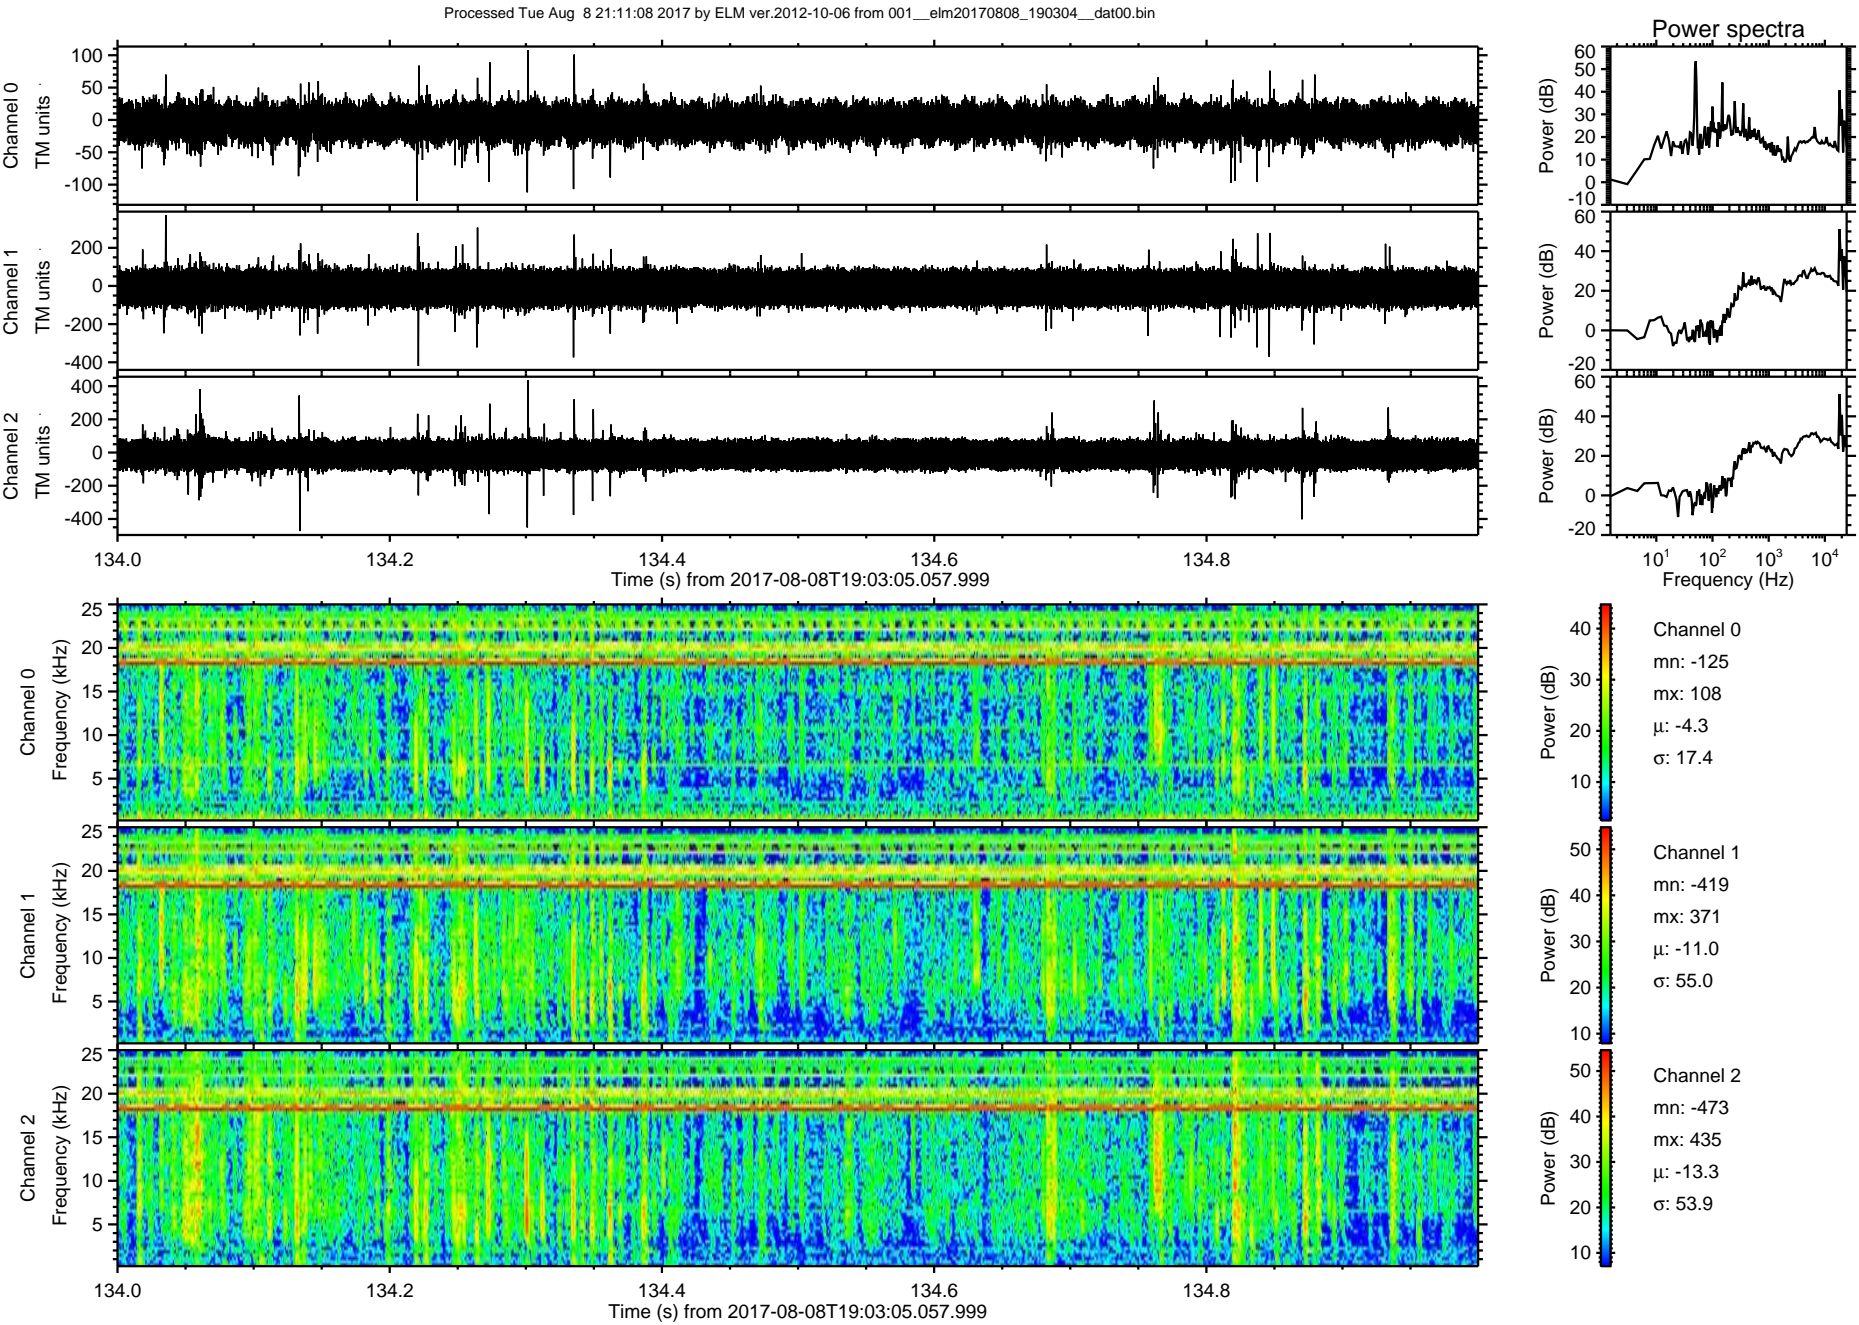 Processed Tue Aug  8 21:11:08 2017 by ELM ver.2012-10-06 from 001__elm20170808_190304__dat00.bin
Power spectra
Channel 0
TM units
100
50
0
-50
-100
Power (dB)
60
50
40
30
20
10
0
-10
Channel 1
TM units
200
0
-200
-400
Power (dB)
60
40
20
0
-20
Channel 2
TM units
400
200
0
-200
-400
Power (dB)
60
40
20
0
-20
134.0 134.2 134.4 134.6 134.8
Time (s) from 2017-08-08T19:03:05.057.999
10¹ 10² 10³ 10⁴
Frequency (Hz)
Channel 0
Frequency (kHz)
25
20
15
10
5
Power (dB)
40
30
20
10
Channel 0
mn: -125
mx: 108
µ: -4.3
σ: 17.4
Channel 1
Frequency (kHz)
25
20
15
10
5
Power (dB)
50
40
30
20
10
Channel 1
mn: -419
mx: 371
µ: -11.0
σ: 55.0
Channel 2
Frequency (kHz)
25
20
15
10
5
Power (dB)
50
40
30
20
10
Channel 2
mn: -473
mx: 435
µ: -13.3
σ: 53.9
134.0 134.2 134.4 134.6 134.8
Time (s) from 2017-08-08T19:03:05.057.999